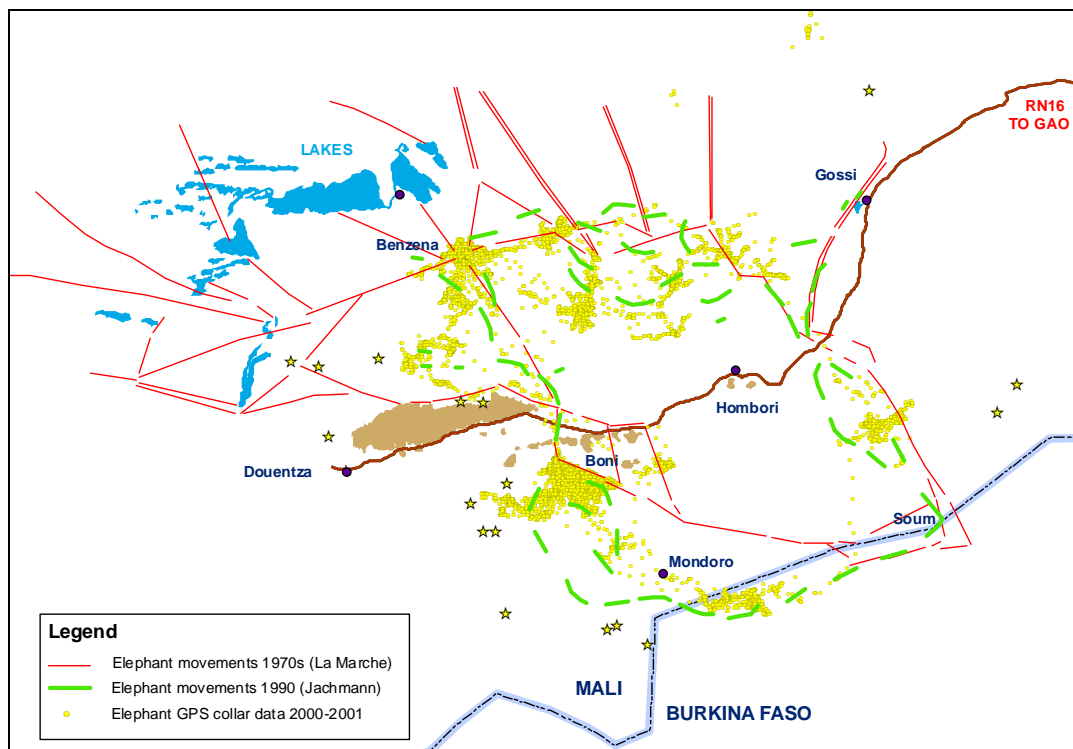 RN16
TO GAO
LAKES
Gossi
Benzena
Hombori
Douentza
Boni
Soum
Mondoro
Legend
Elephant movements 1970s (La Marche)
Elephant movements 1990 (Jachmann)
Elephant GPS collar data 2000-2001
MALI
BURKINA FASO